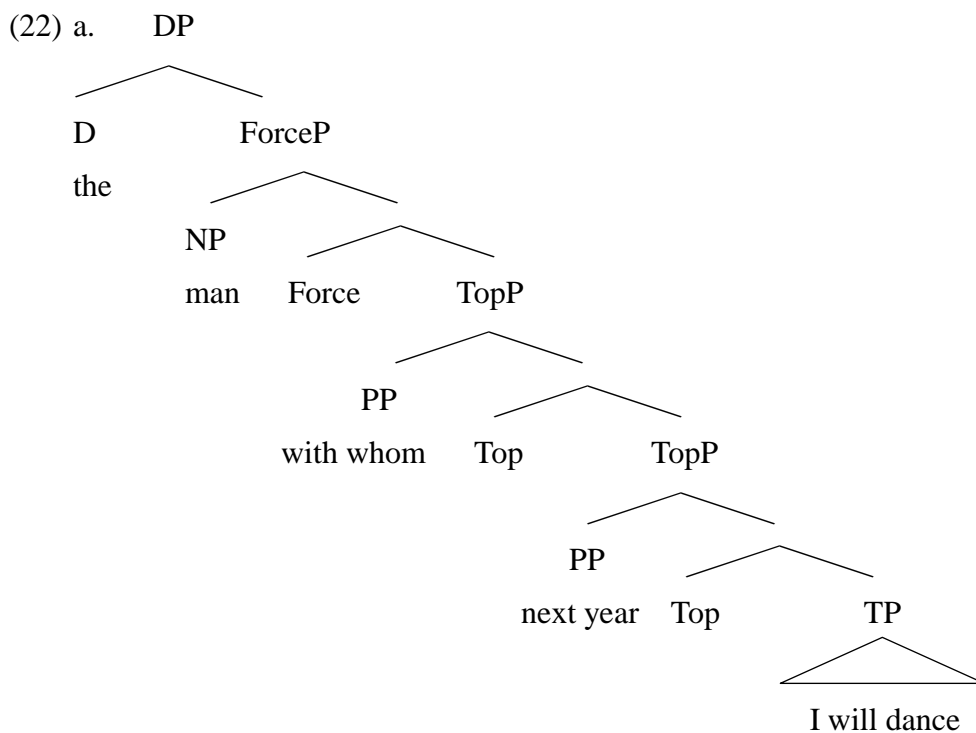 (22) a. DP
D ForceP
the
NP
man Force TopP
PP
with whom Top TopP
PP
next year Top TP
I will dance